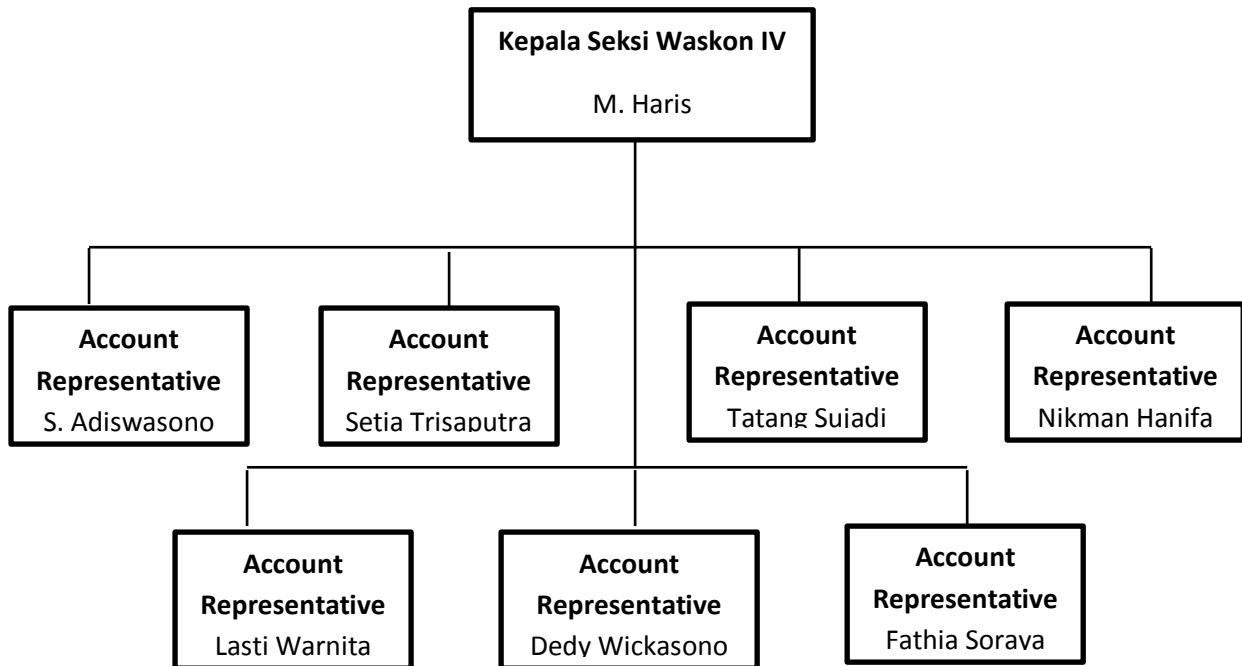 Kepala Seksi Waskon IV
M. Haris
Account
Representative
S. Adiswasono
Account
Representative
Setia Trisaputra
Account
Representative
Tatang Sujadi
Account
Representative
Nikman Hanifa
Account
Representative
Lasti Warnita
Account
Representative
Dedy Wickasono
Account
Representative
Fathia Soraya